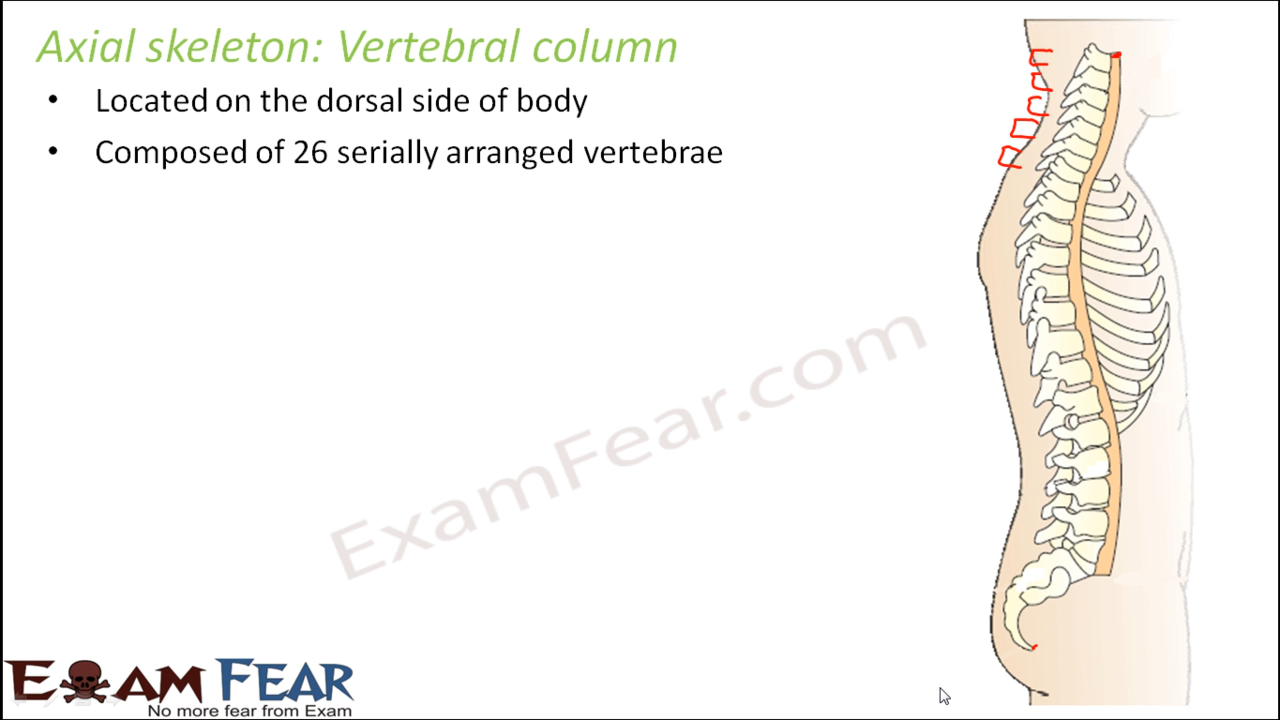 Axial skeleton: Vertebral column
• Located on the dorsal side of body
• Composed of 26 serially arranged vertebrae
ExamFear.com
EXAM FEAR
No more fear from Exam